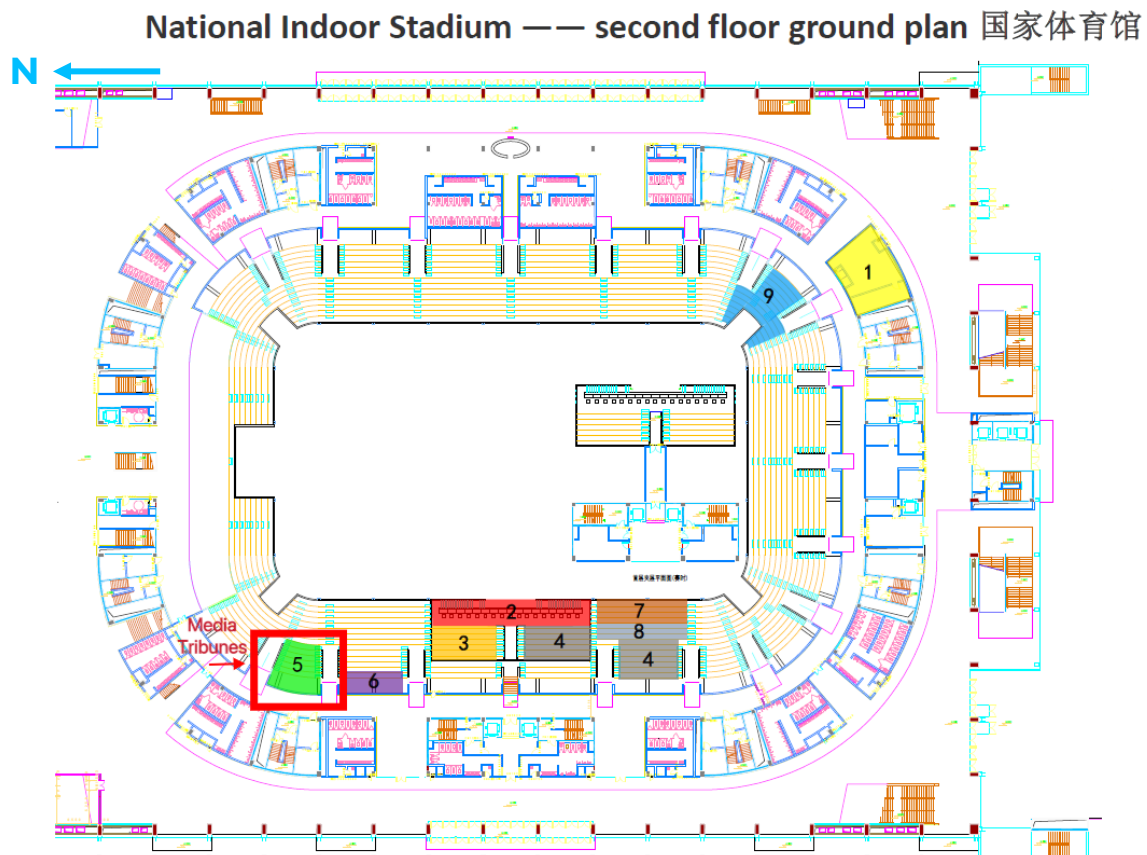 National Indoor Stadium —— second floor ground plan 国家体育馆
N
1
9
2
7
3
4
8
4
Media
Tribunes
5
6